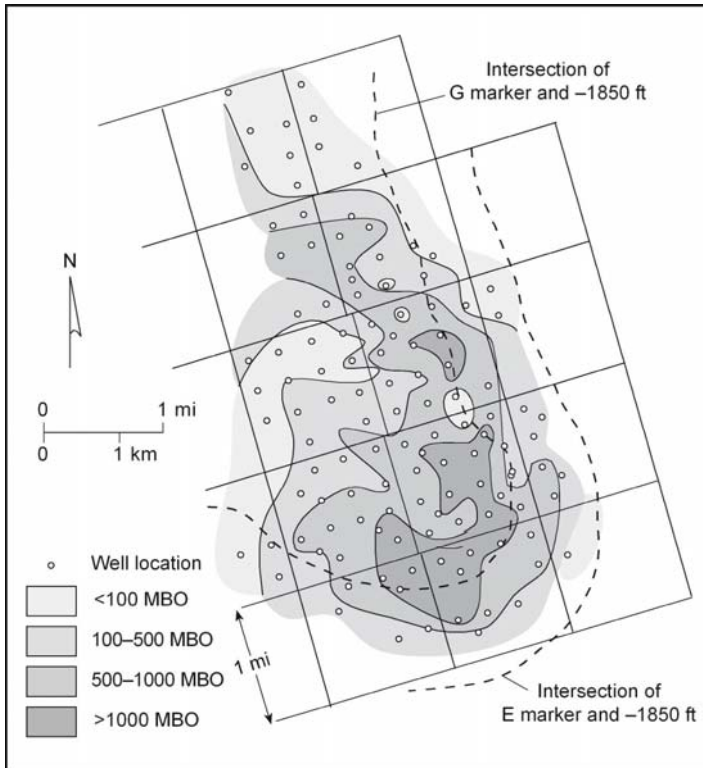 Intersection of
G marker and –1850 ft
N
0 1 mi
0 1 km
Well location
<100 MBO
100–500 MBO
500–1000 MBO
>1000 MBO
1 mi
Intersection of
E marker and –1850 ft